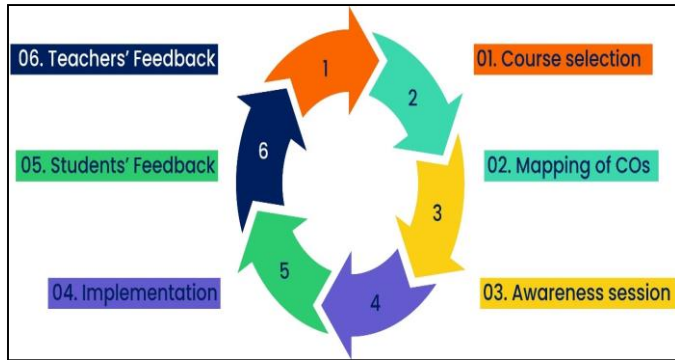 06. Teachers' Feedback
1
01. Course selection
2
6
05. Students' Feedback
02. Mapping of COs
3
5
04. Implementation
4
03. Awareness session